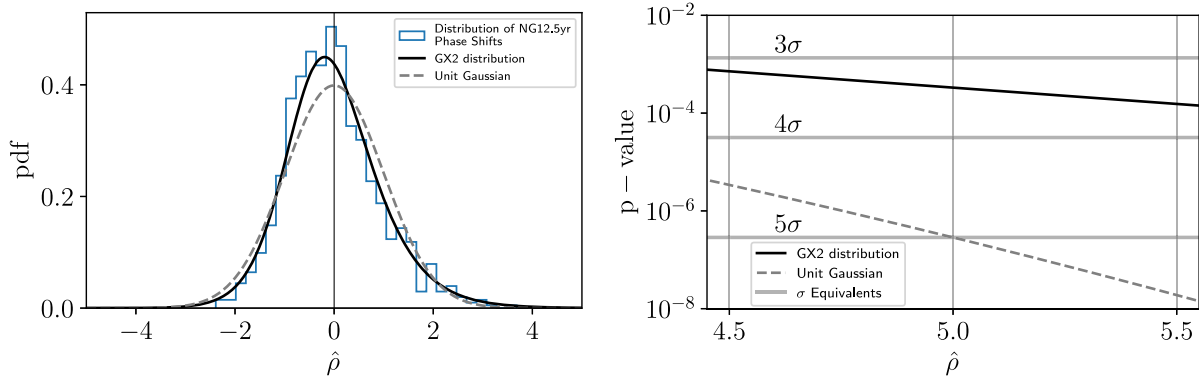 pdf
0.4
0.2
0.0
−4
−2
0
2
4
ρ̂
Distribution of NG12.5yr
Phase Shifts
GX2 distribution
Unit Gaussian
p − value
10⁻²
10⁻⁴
10⁻⁶
10⁻⁸
3σ
4σ
5σ
GX2 distribution
Unit Gaussian
σ Equivalents
4.5
5.0
5.5
ρ̂